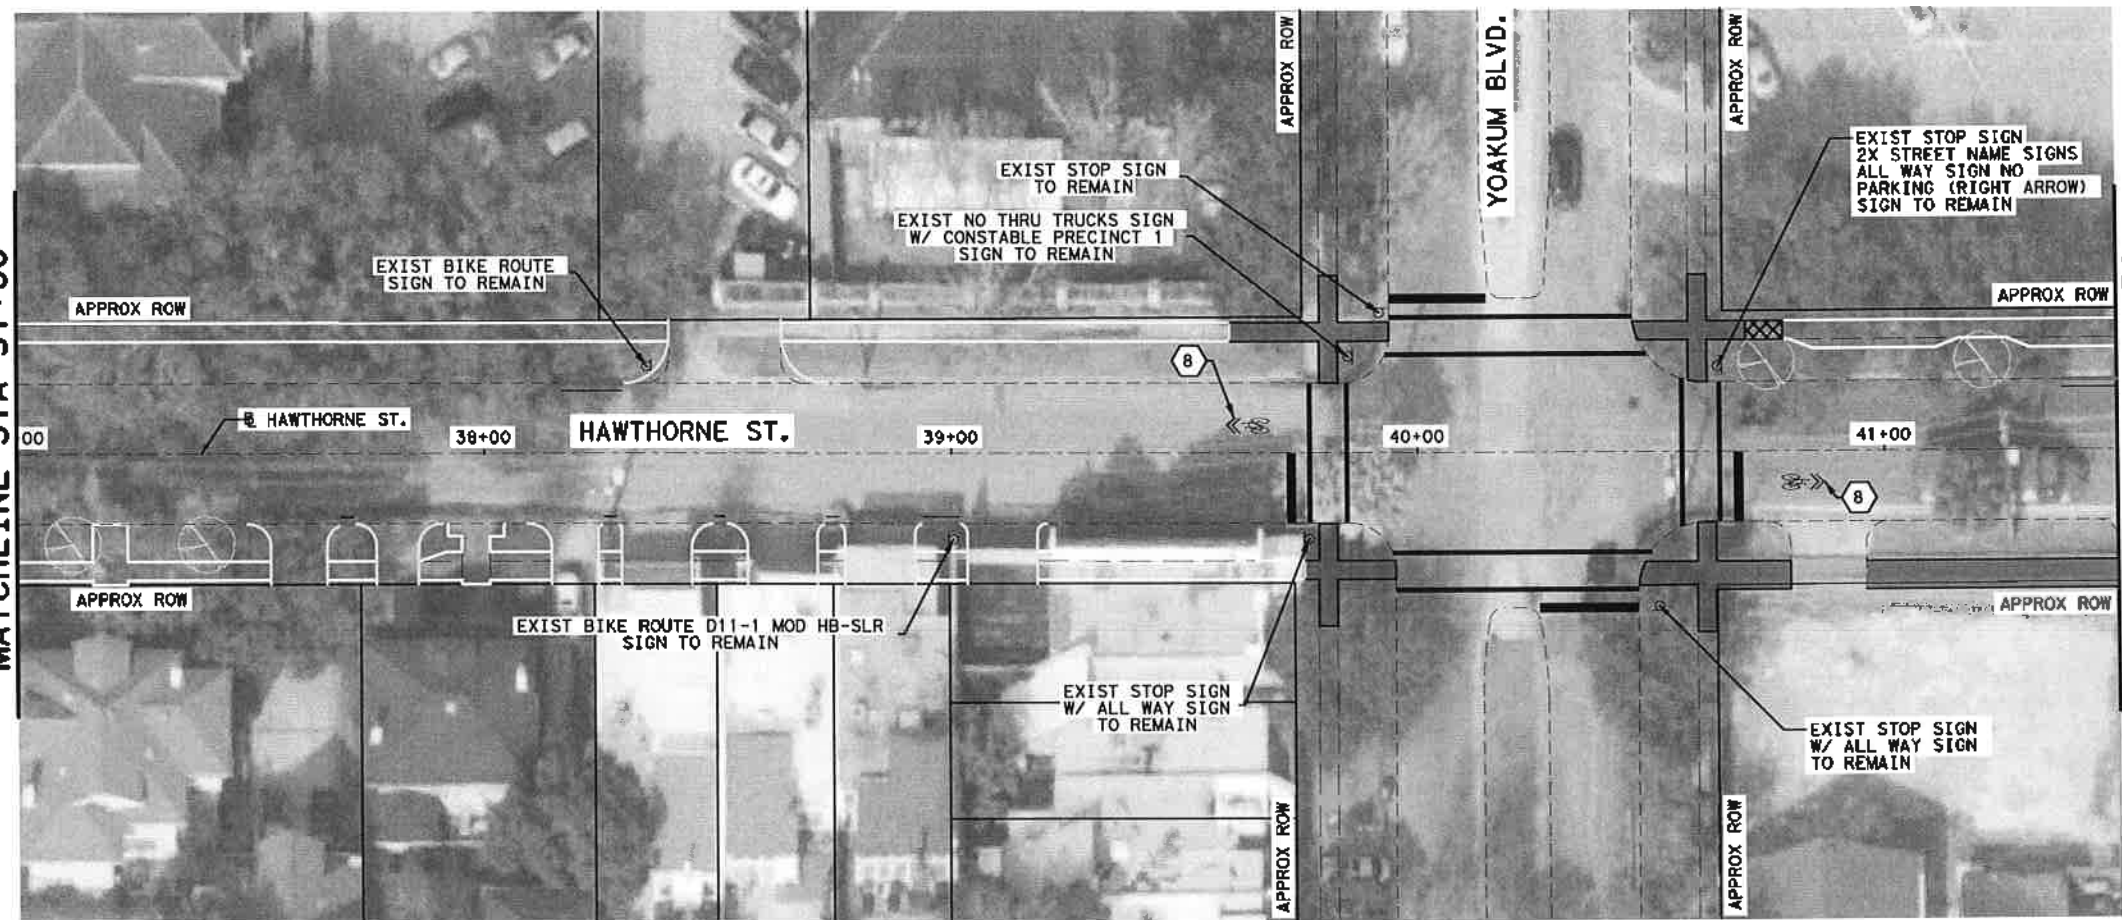 APPROX ROW
YOAKUM BLVD.
APPROX ROW
EXIST STOP SIGN
2X STREET NAME SIGNS
ALL WAY SIGN NO
PARKING (RIGHT ARROW)
SIGN TO REMAIN
EXIST STOP SIGN
TO REMAIN
EXIST NO THRU TRUCKS SIGN
W/ CONSTABLE PRECINCT 1
SIGN TO REMAIN
EXIST BIKE ROUTE
SIGN TO REMAIN
APPROX ROW
APPROX ROW
8
HAWTHORNE ST.
00
38+00
HAWTHORNE ST.
39+00
40+00
41+00
8
APPROX ROW
APPROX ROW
EXIST BIKE ROUTE D11-1 MOD HB-SLR
SIGN TO REMAIN
EXIST STOP SIGN
W/ ALL WAY SIGN
TO REMAIN
EXIST STOP SIGN
W/ ALL WAY SIGN
TO REMAIN
APPROX ROW
APPROX ROW